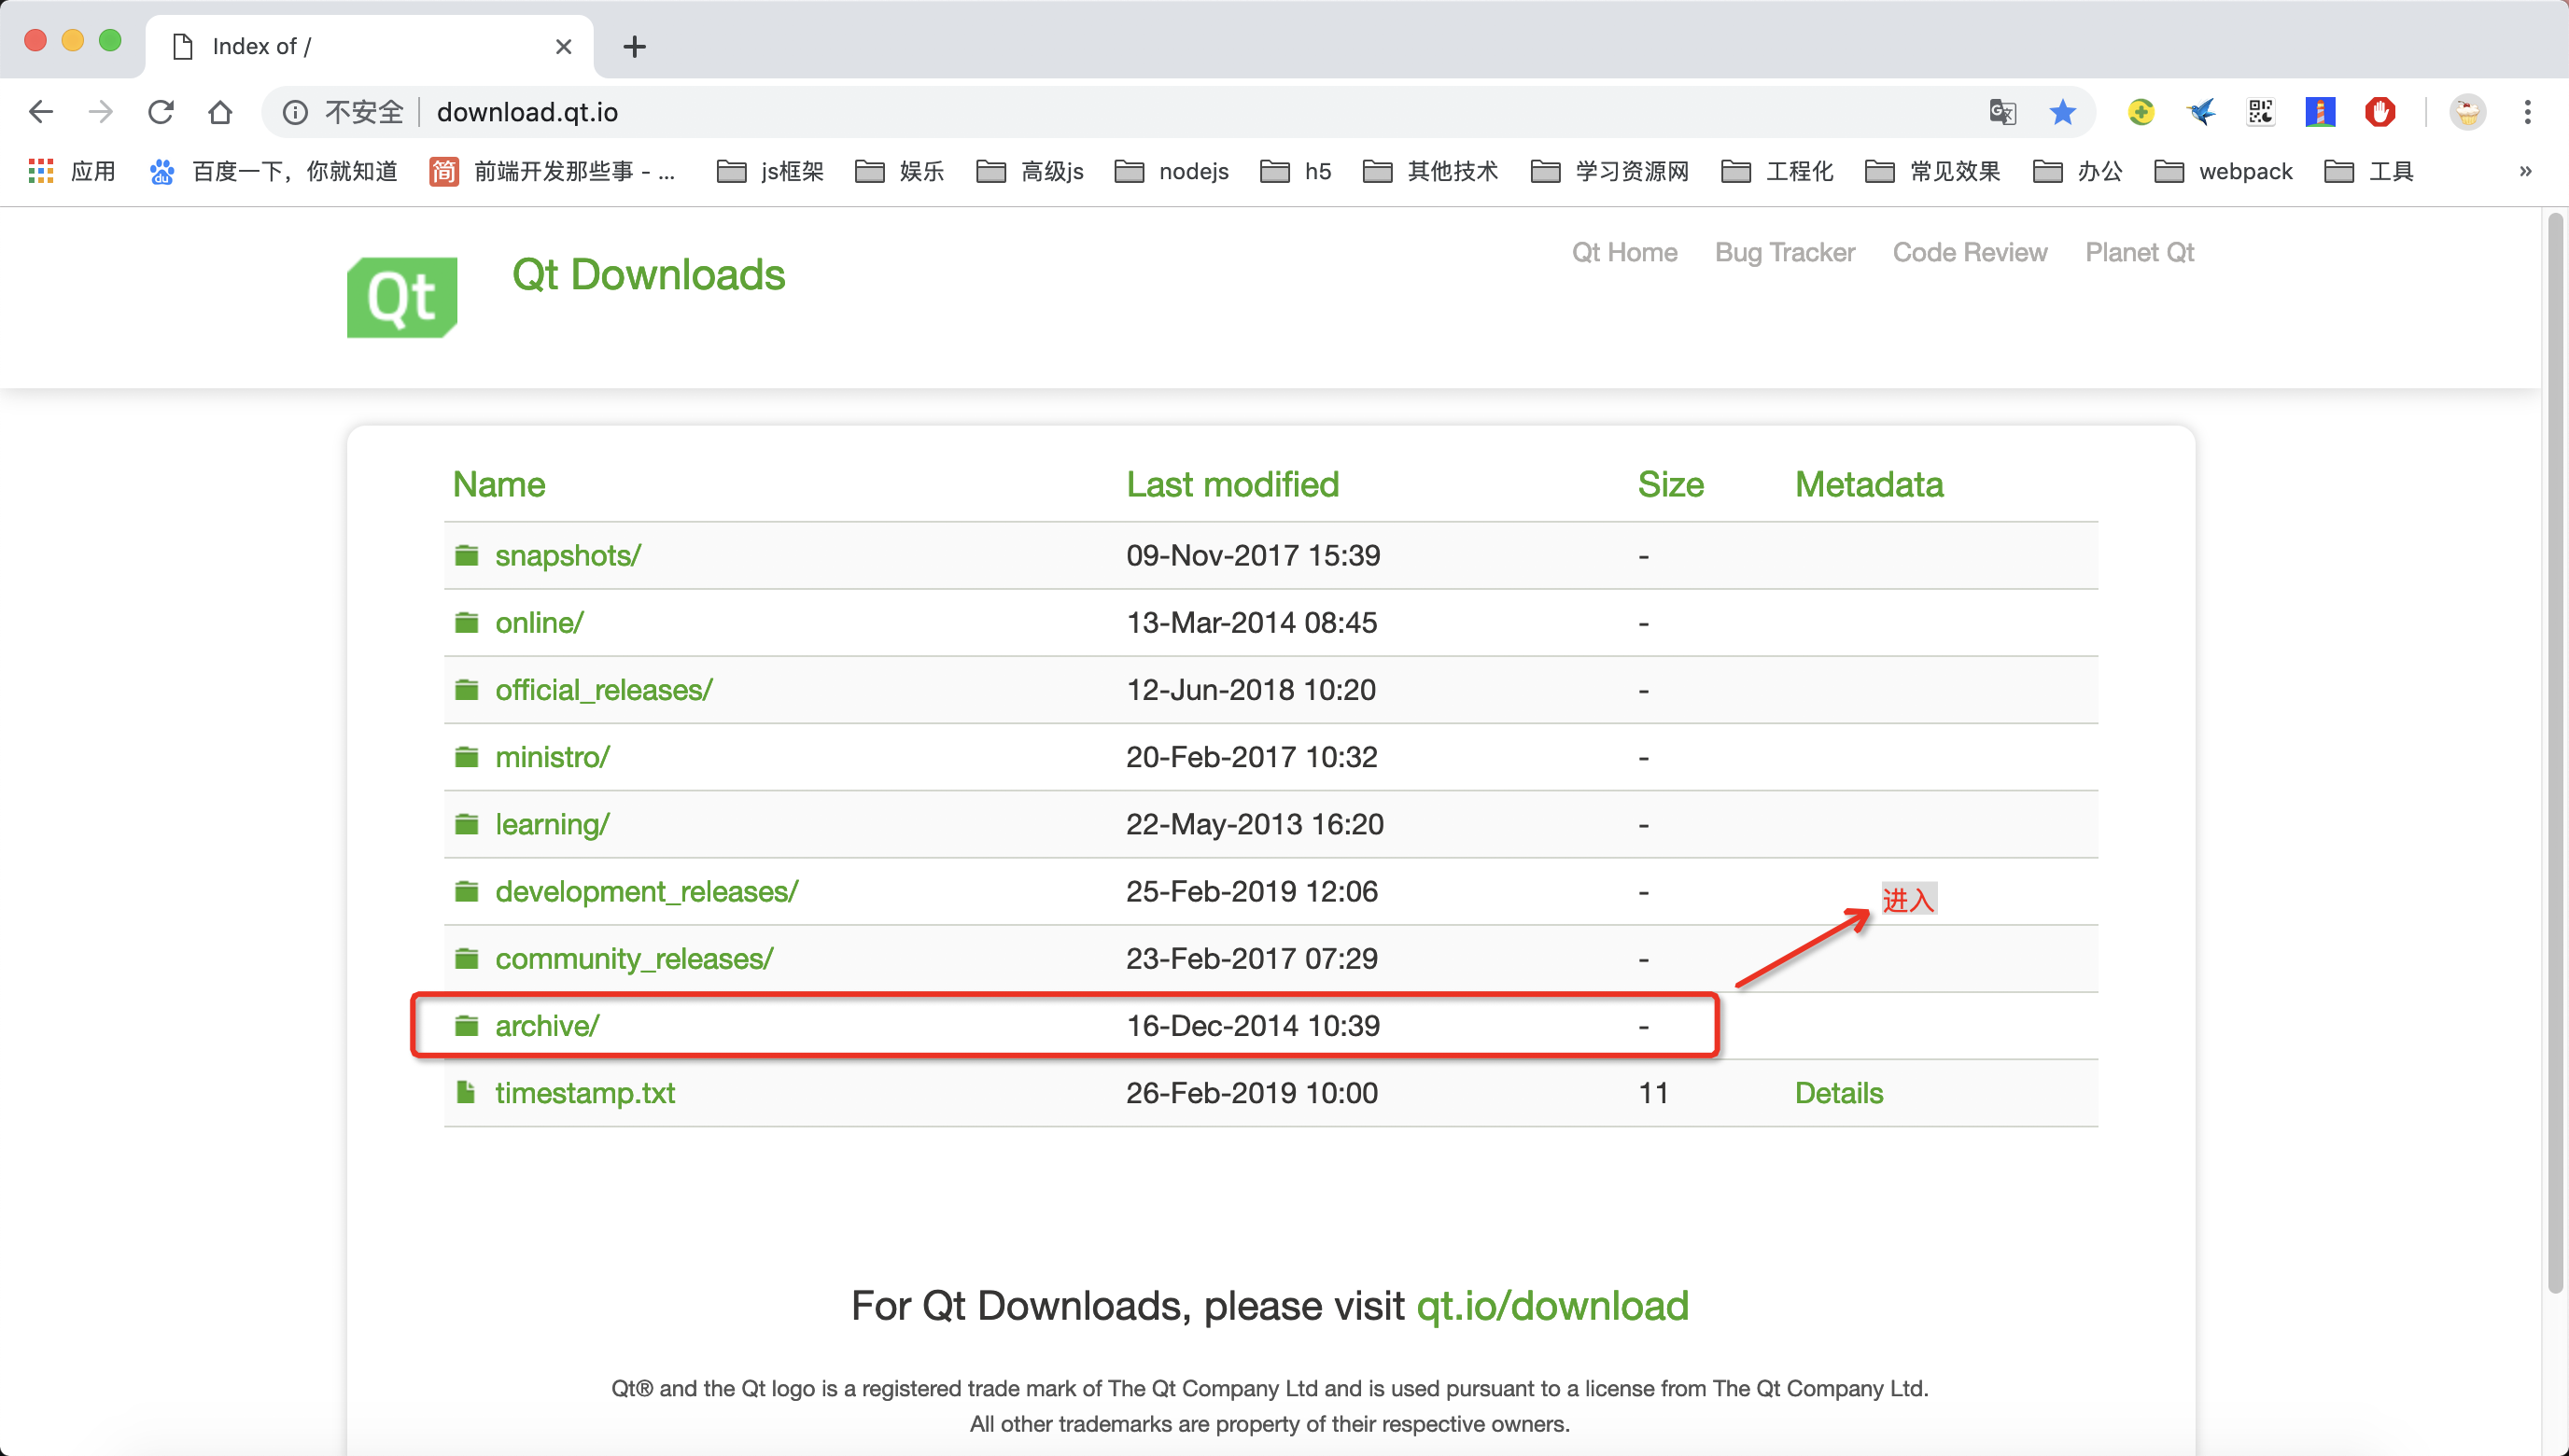 Index of /
不安全 download.qt.io
应用 百度一下，你就知道 简 前端开发那些事 - ... js框架 娱乐 高级js nodejs h5 其他技术 学习资源网 工程化 常见效果 办公 webpack 工具 »
Qt Qt Downloads Qt Home Bug Tracker Code Review Planet Qt
Name Last modified Size Metadata
snapshots/ 09-Nov-2017 15:39 -
online/ 13-Mar-2014 08:45 -
official_releases/ 12-Jun-2018 10:20 -
ministro/ 20-Feb-2017 10:32 -
learning/ 22-May-2013 16:20 -
development_releases/ 25-Feb-2019 12:06 - 进入
community_releases/ 23-Feb-2017 07:29 -
archive/ 16-Dec-2014 10:39 -
timestamp.txt 26-Feb-2019 10:00 11 Details
For Qt Downloads, please visit qt.io/download
Qt® and the Qt logo is a registered trade mark of The Qt Company Ltd and is used pursuant to a license from The Qt Company Ltd.
All other trademarks are property of their respective owners.